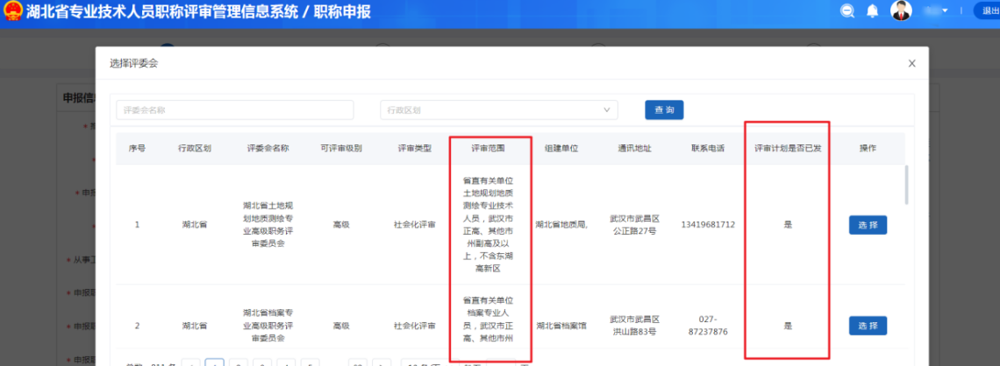 湖北省专业技术人员职称评审管理信息系统 / 职称申报
退出
选择评委会
申报信
评委会名称
行政区划
查 询
序号 行政区划 评委会名称 可评审级别 评审类型 评审范围 组建单位 通讯地址 联系电话 评审计划是否已发 操作
1
湖北省
湖北省土地规
划地质测绘专
业高级职务评
审委员会
高级
社会化评审
省直有关单位
土地规划地质
测绘专业技术
人员，武汉市
正高、其他市
州副高及以
上，不含东湖
高新区
湖北省地质局,
武汉市武昌区
公正路27号
13419681712
是
选 择
2
湖北省
湖北省档案专
业高级职务评
审委员会
高级
社会化评审
省直有关单位
档案专业人
员，武汉市正
高、其他市州
湖北省档案馆
武汉市武昌区
洪山路83号
027-
87237876
是
选 择
* 申报
* 从事工
* 申报职
* 申报职
* 申报职